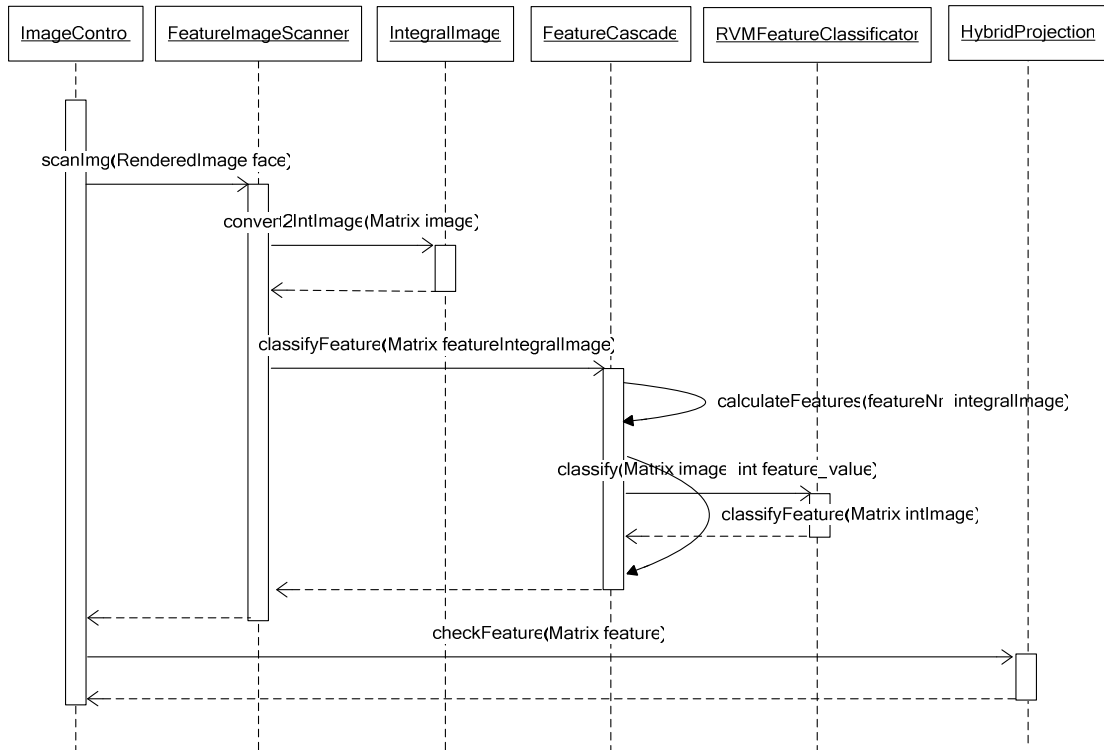 ImageContro
FeatureImageScanner
IntegralImage
FeatureCascade
RVMFeatureClassificator
HybridProjection
scanImg(RenderedImage face)
convert2IntImage(Matrix image)
classifyFeature(Matrix featureIntegralImage)
calculateFeatures(featureNr integralImage)
classify(Matrix image int feature_value)
classifyFeature(Matrix intImage)
checkFeature(Matrix feature)